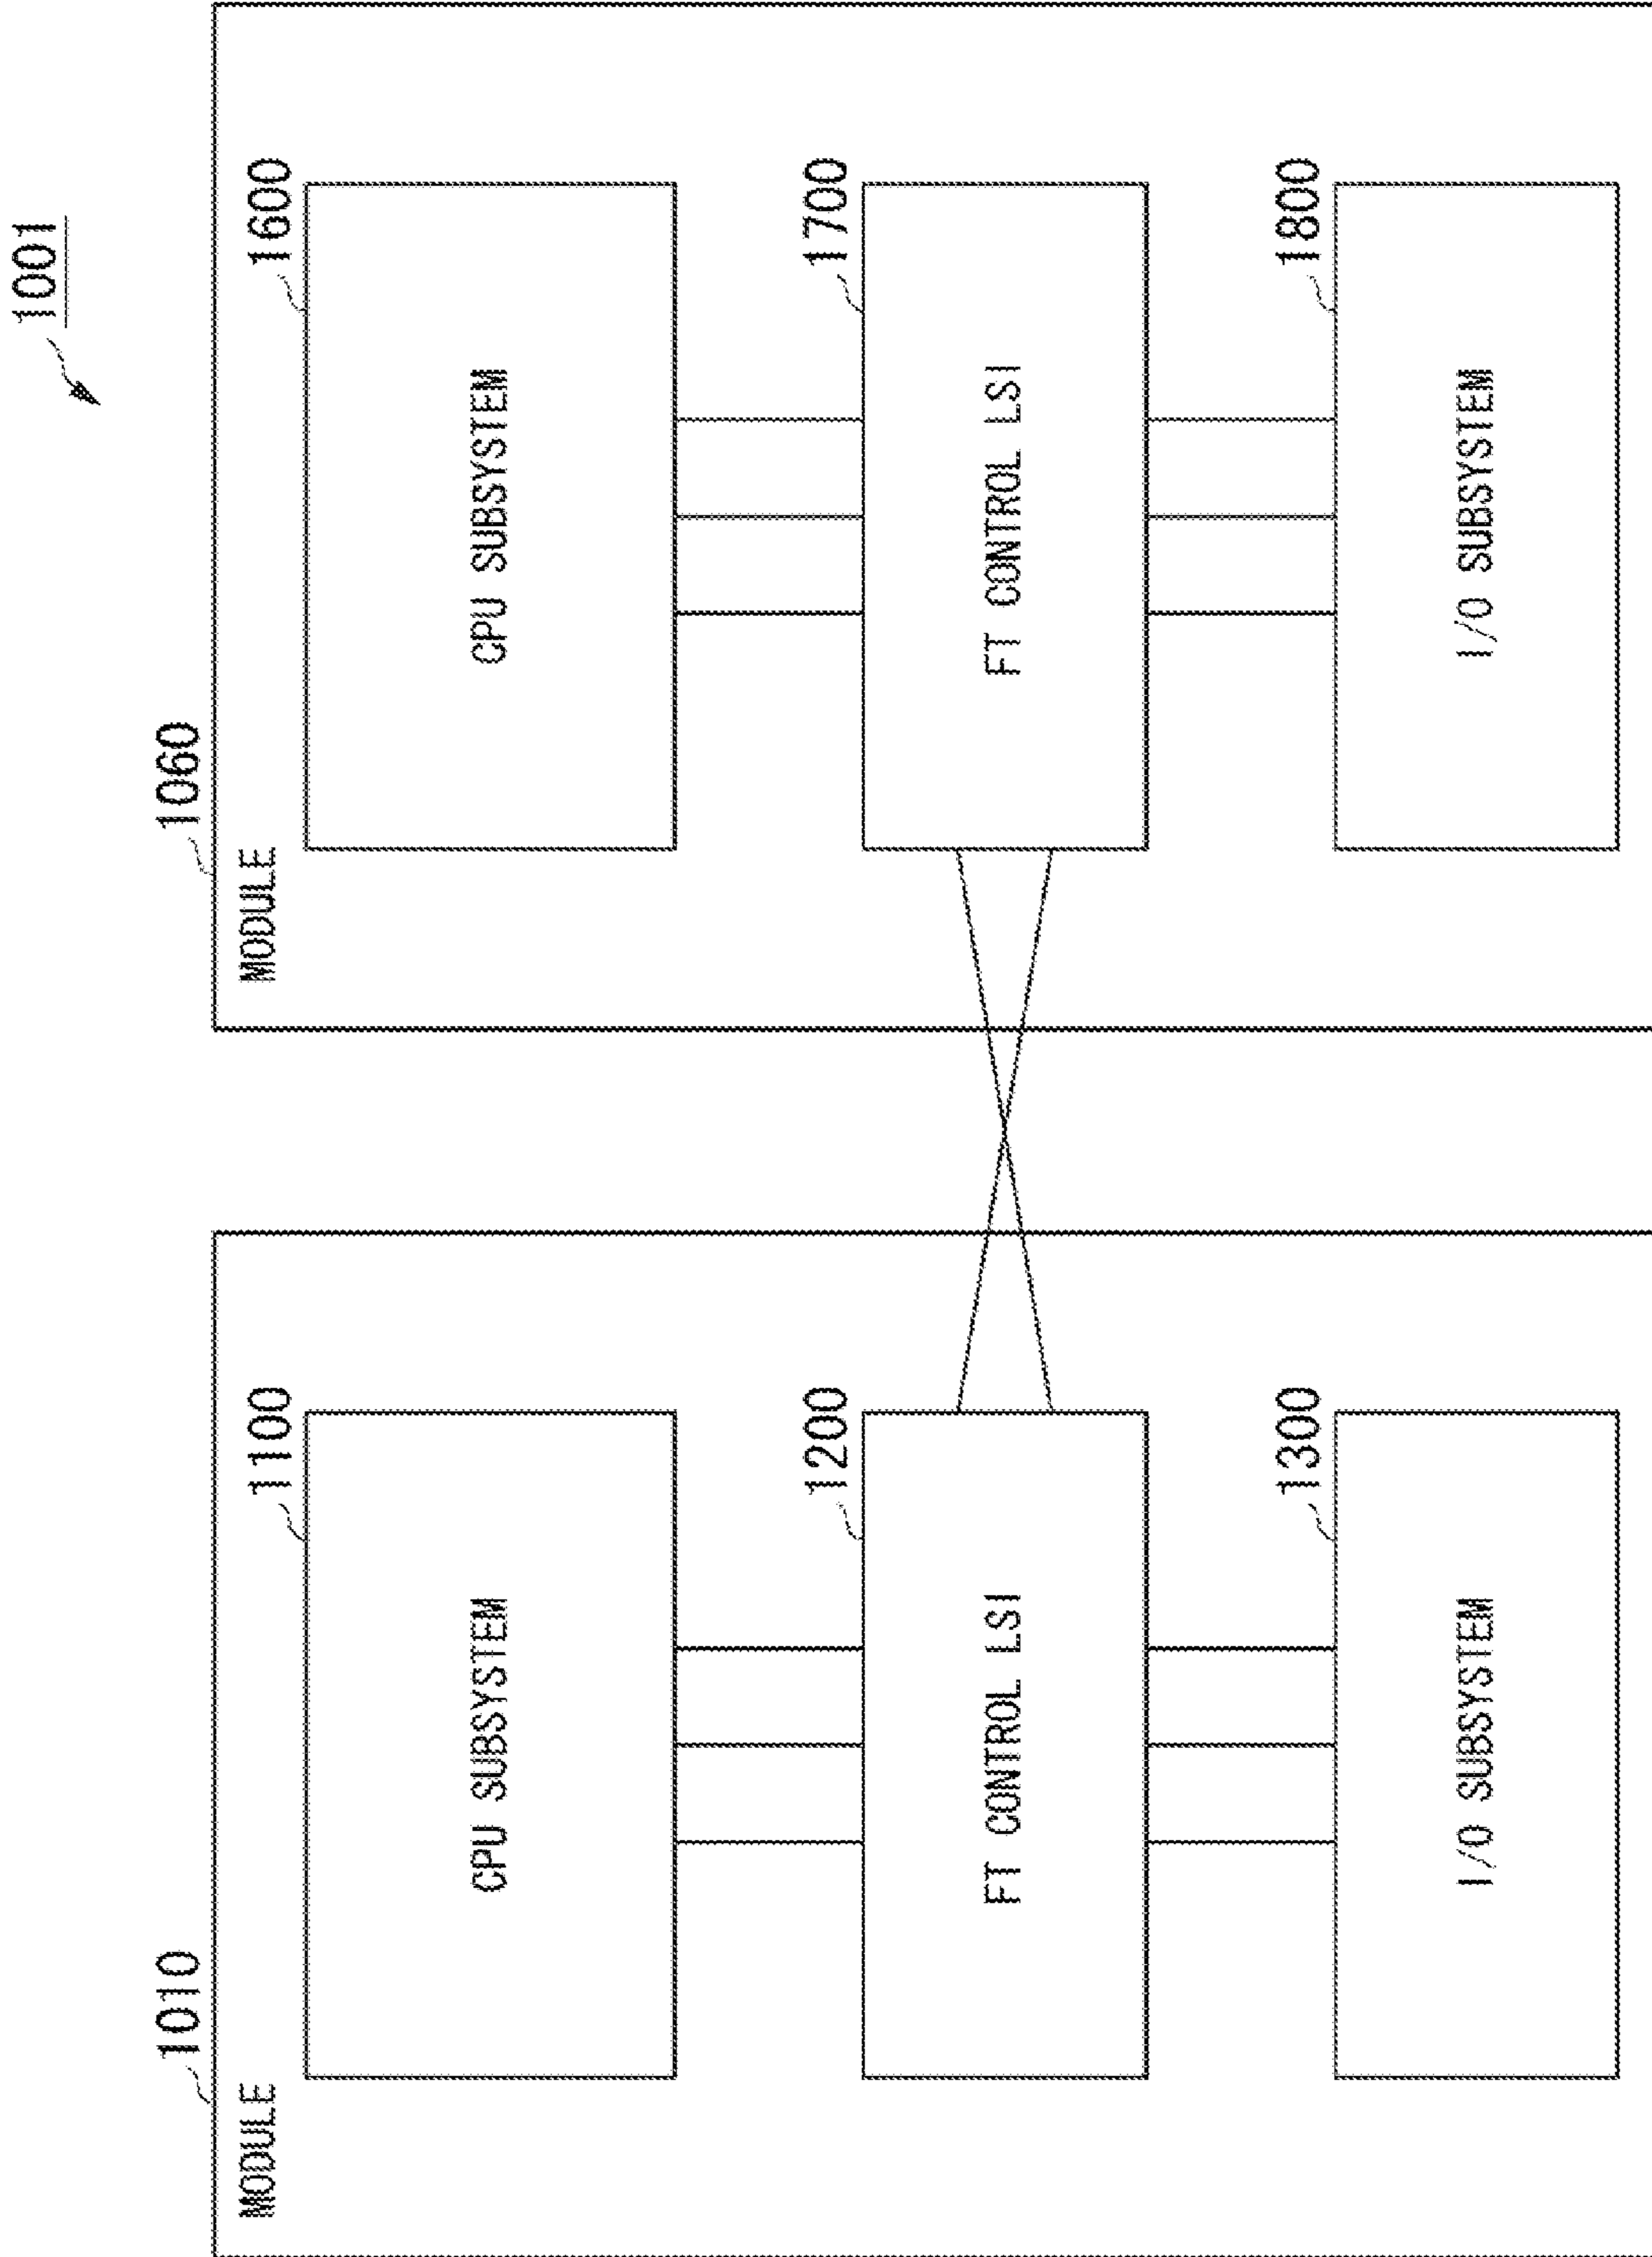 1001
1010
MODULE
1100
CPU SUBSYSTEM
1200
FT CONTROL LSI
1300
I/O SUBSYSTEM
1060
MODULE
1600
CPU SUBSYSTEM
1700
FT CONTROL LSI
1800
I/O SUBSYSTEM